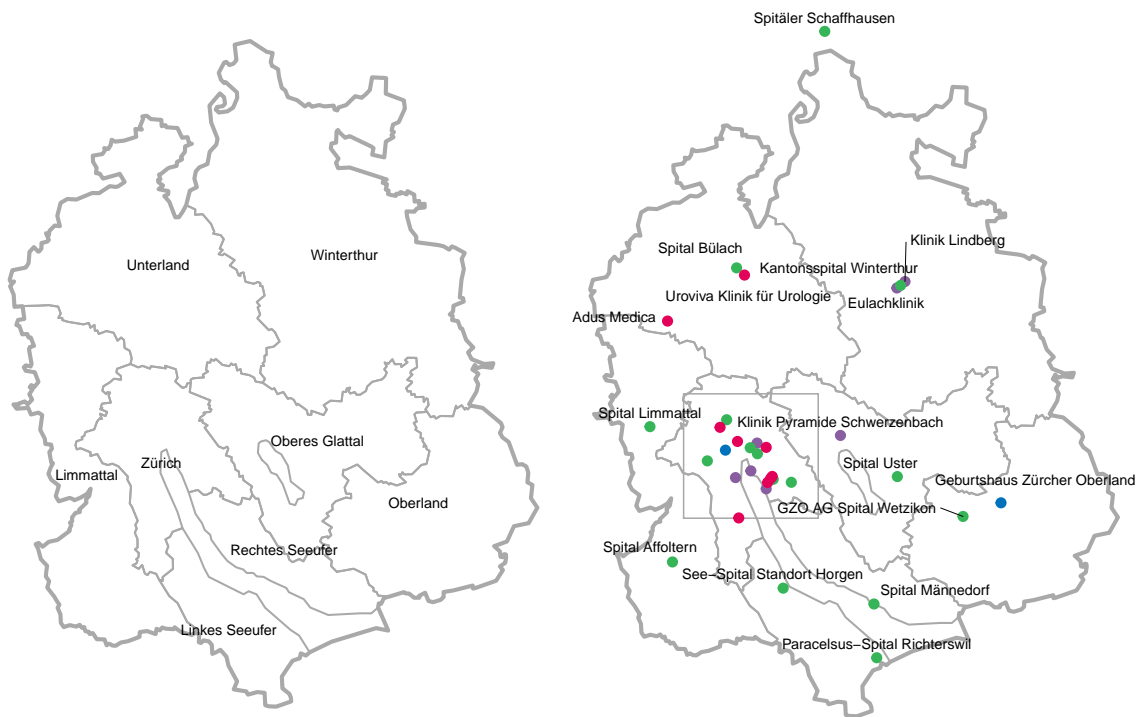 Unterland
Winterthur
Oberes Glattal
Zürich
Limmattal
Oberland
Rechtes Seeufer
Linkes Seeufer
Spitäler Schaffhausen
Klinik Lindberg
Spital Bülach
Kantonsspital Winterthur
Uroviva Klinik für Urologie
Eulachklinik
Adus Medica
Spital Limmattal
Klinik Pyramide Schwerzenbach
Spital Uster
Geburtshaus Zürcher Oberland
GZO AG Spital Wetzikon
Spital Affoltern
See−Spital Standort Horgen
Spital Männedorf
Paracelsus−Spital Richterswil